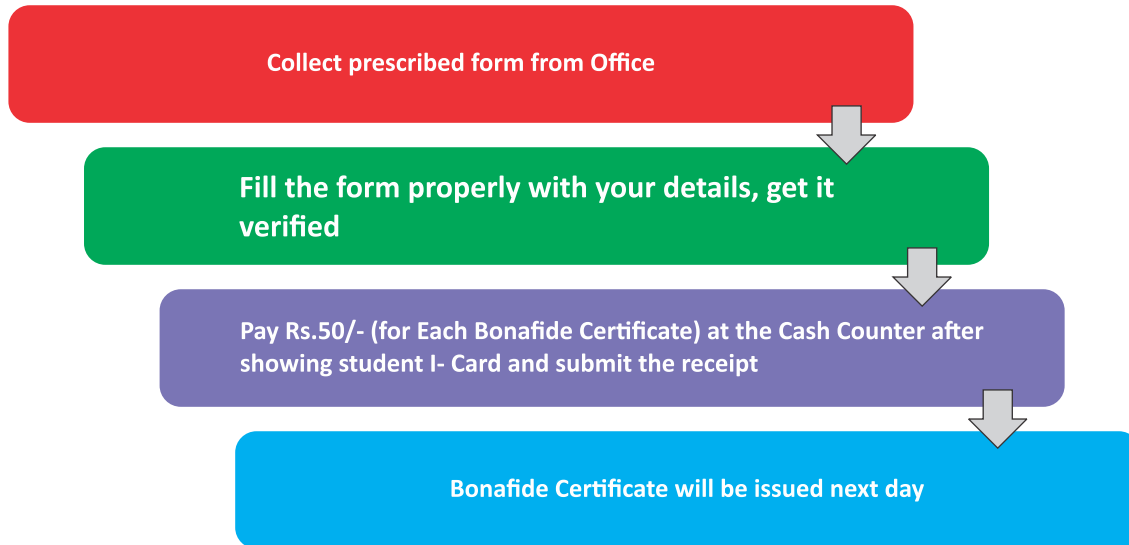 Collect prescribed form from Office
Fill the form properly with your details, get it
verified
Pay Rs.50/- (for Each Bonafide Certificate) at the Cash Counter after
showing student I- Card and submit the receipt
Bonafide Certificate will be issued next day